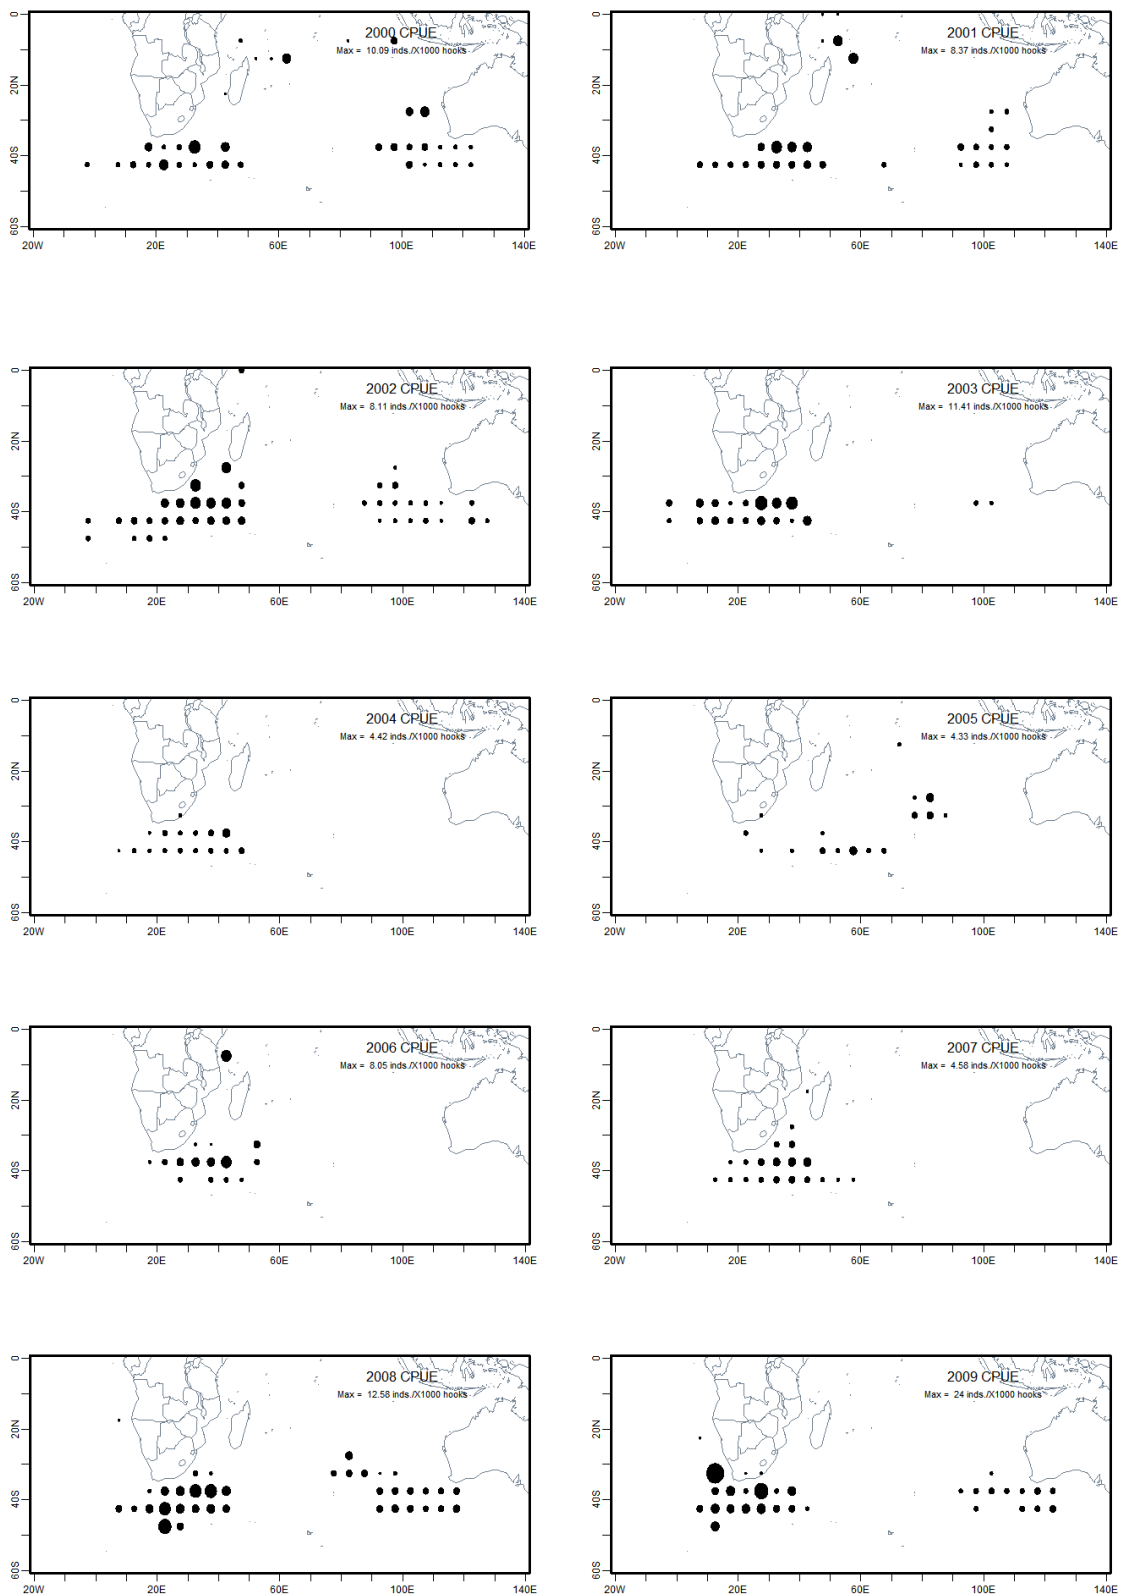 2000 CPUE
Max = 10.09 inds./X1000 hooks
0
20N
40S
60S
20W 20E 60E 100E 140E
2001 CPUE
Max = 8.37 inds./X1000 hooks
0
20N
40S
60S
20W 20E 60E 100E 140E
2002 CPUE
Max = 8.11 inds./X1000 hooks
0
20N
40S
60S
20W 20E 60E 100E 140E
2003 CPUE
Max = 11.41 inds./X1000 hooks
0
20N
40S
60S
20W 20E 60E 100E 140E
2004 CPUE
Max = 4.42 inds./X1000 hooks
0
20N
40S
60S
20W 20E 60E 100E 140E
2005 CPUE
Max = 4.33 inds./X1000 hooks
0
20N
40S
60S
20W 20E 60E 100E 140E
2006 CPUE
Max = 8.05 inds./X1000 hooks
0
20N
40S
60S
20W 20E 60E 100E 140E
2007 CPUE
Max = 4.58 inds./X1000 hooks
0
20N
40S
60S
20W 20E 60E 100E 140E
2008 CPUE
Max = 12.58 inds./X1000 hooks
0
20N
40S
60S
20W 20E 60E 100E 140E
2009 CPUE
Max = 24 inds./X1000 hooks
0
20N
40S
60S
20W 20E 60E 100E 140E